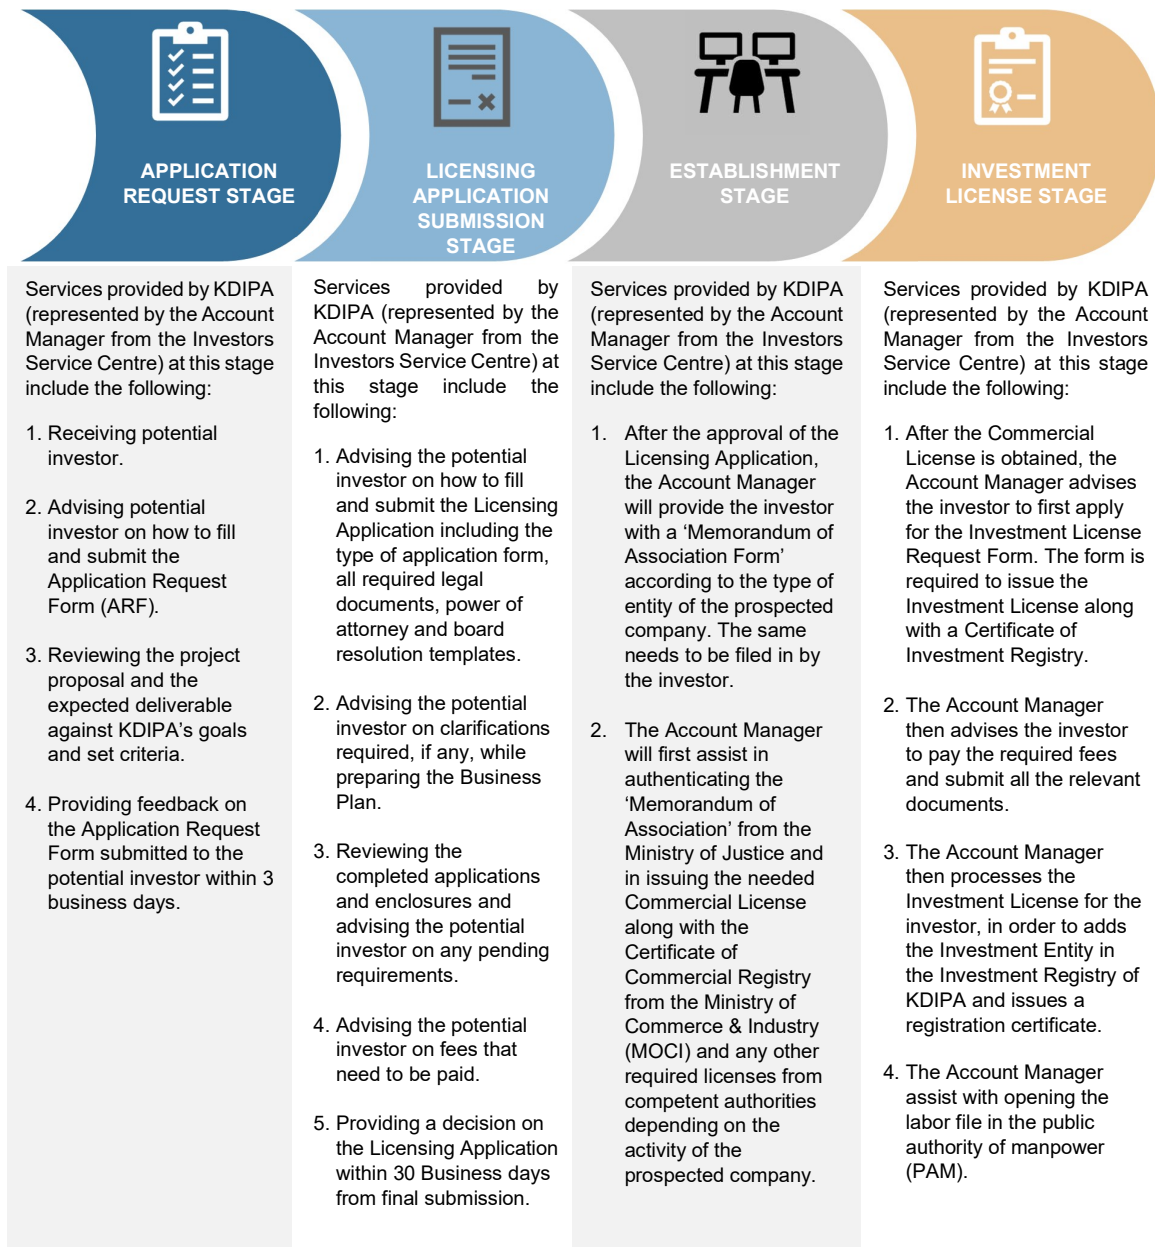 APPLICATION
REQUEST STAGE
LICENSING
APPLICATION
SUBMISSION
STAGE
ESTABLISHMENT
STAGE
INVESTMENT
LICENSE STAGE
Services provided by KDIPA
(represented by the Account
Manager from the Investors
Service Centre) at this stage
include the following:
1. Receiving potential
investor.
2. Advising potential
investor on how to fill
and submit the
Application Request
Form (ARF).
3. Reviewing the project
proposal and the
expected deliverable
against KDIPA's goals
and set criteria.
4. Providing feedback on
the Application Request
Form submitted to the
potential investor within 3
business days.
Services provided by
KDIPA (represented by the
Account Manager from the
Investors Service Centre) at
this stage include the
following:
1. Advising the potential
investor on how to fill
and submit the Licensing
Application including the
type of application form,
all required legal
documents, power of
attorney and board
resolution templates.
2. Advising the potential
investor on clarifications
required, if any, while
preparing the Business
Plan.
3. Reviewing the
completed applications
and enclosures and
advising the potential
investor on any pending
requirements.
4. Advising the potential
investor on fees that
need to be paid.
5. Providing a decision on
the Licensing Application
within 30 Business days
from final submission.
Services provided by KDIPA
(represented by the Account
Manager from the Investors
Service Centre) at this stage
include the following:
1. After the approval of the
Licensing Application,
the Account Manager
will provide the investor
with a ‘Memorandum of
Association Form’
according to the type of
entity of the prospected
company. The same
needs to be filed in by
the investor.
2. The Account Manager
will first assist in
authenticating the
‘Memorandum of
Association’ from the
Ministry of Justice and
in issuing the needed
Commercial License
along with the
Certificate of
Commercial Registry
from the Ministry of
Commerce & Industry
(MOCI) and any other
required licenses from
competent authorities
depending on the
activity of the
prospected company.
Services provided by KDIPA
(represented by the Account
Manager from the Investors
Service Centre) at this stage
include the following:
1. After the Commercial
License is obtained, the
Account Manager advises
the investor to first apply
for the Investment License
Request Form. The form is
required to issue the
Investment License along
with a Certificate of
Investment Registry.
2. The Account Manager
then advises the investor
to pay the required fees
and submit all the relevant
documents.
3. The Account Manager
then processes the
Investment License for the
investor, in order to adds
the Investment Entity in
the Investment Registry of
KDIPA and issues a
registration certificate.
4. The Account Manager
assist with opening the
labor file in the public
authority of manpower
(PAM).